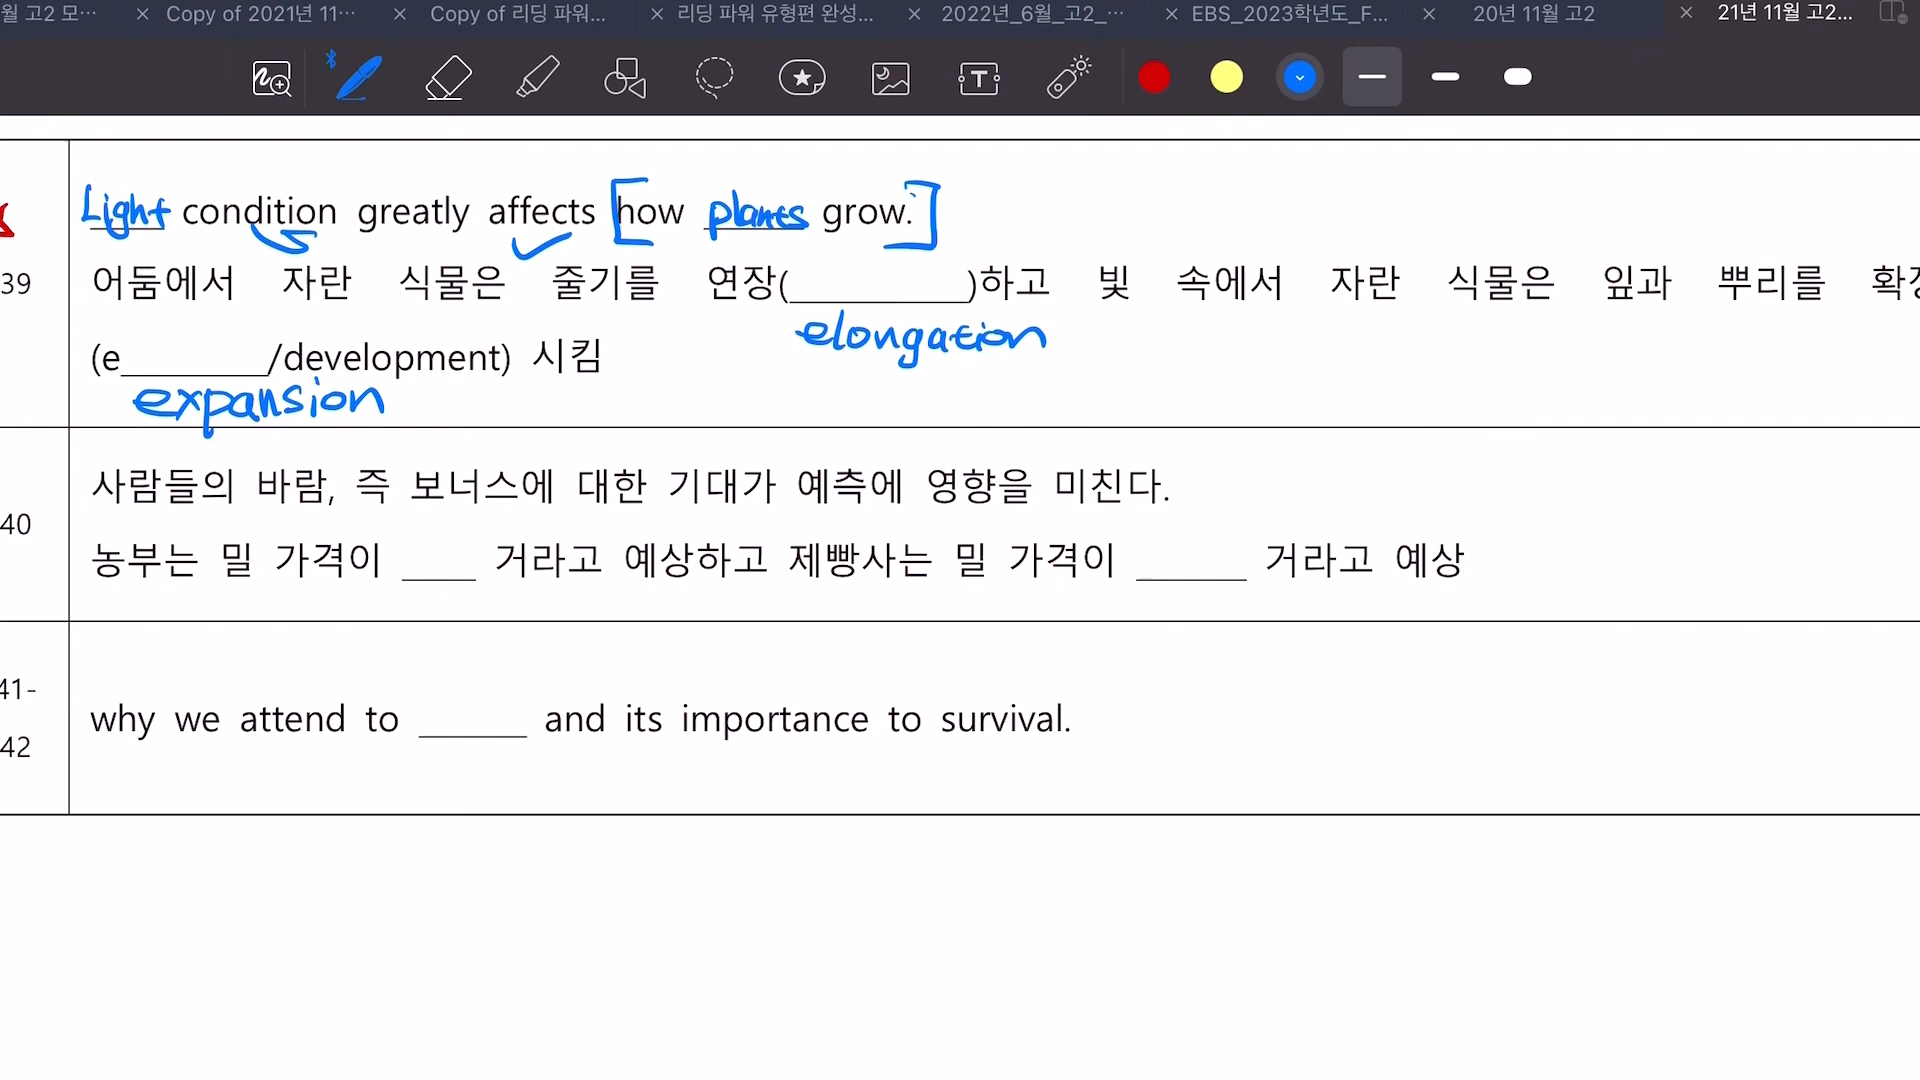 월 고2 모… × Copy of 2021년 11… × Copy of 리딩 파워... × 리딩 파워 유형편 완성... × 2022년_6월_고2_… × EBS_2023학년도_F... × 20년 11월 고2 × 21년 11월 고2...
Light condition greatly affects [how plants grow.]
39 어둠에서 자란 식물은 줄기를 연장(__________)하고 빛 속에서 자란 식물은 잎과 뿌리를
elongation
(e________/development) 시킴
expansion
사람들의 바람, 즉 보너스에 대한 기대가 예측에 영향을 미친다.
40
농부는 밀 가격이 ____ 거라고 예상하고 제빵사는 밀 가격이 ______ 거라고 예상
41-
why we attend to ______ and its importance to survival.
42